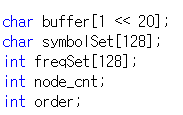 char buffer[1 << 20];
char symbolSet[128];
int freqSet[128];
int node_cnt;
int order;